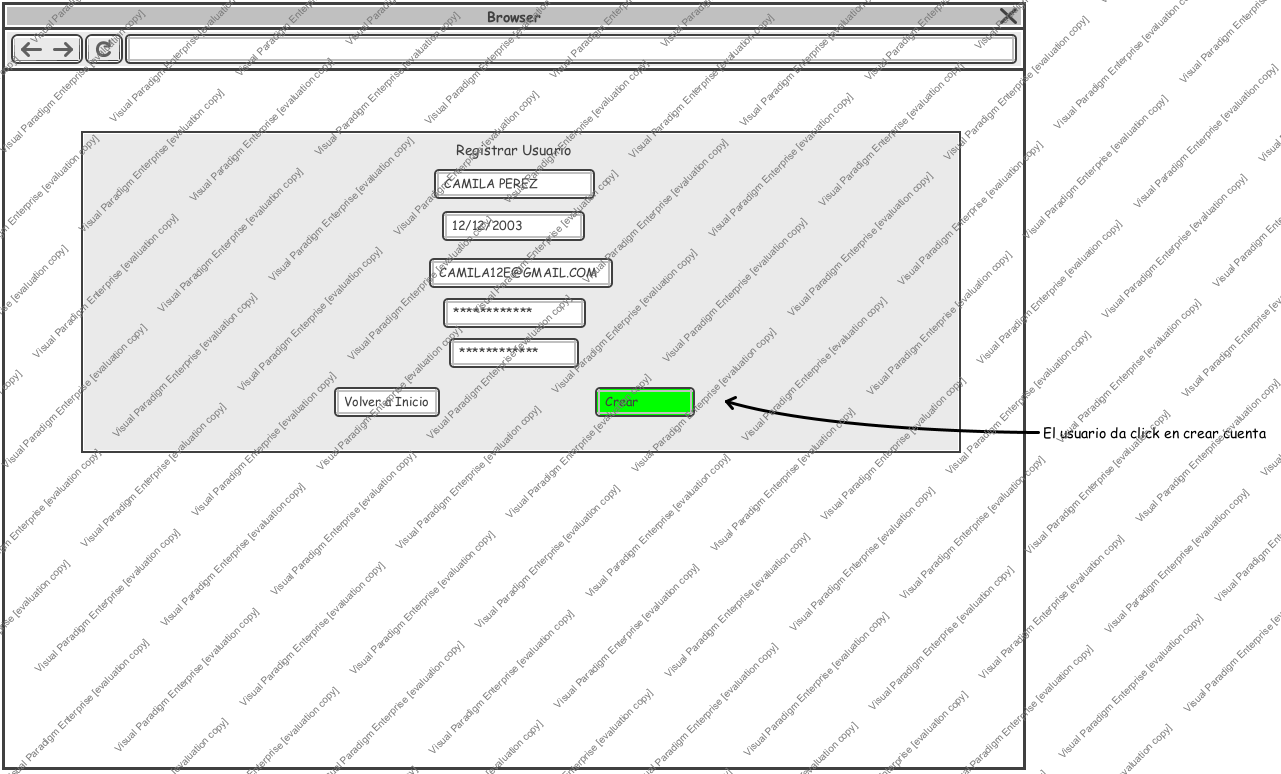 Browser
Registrar Usuario
CAMILA PEREZ
12/12/2003
CAMILA12E@GMAIL.COM
************
************
Volver a Inicio
Crear
El usuario da click en crear cuenta
Visual Paradigm Enterprise [evaluation copy]